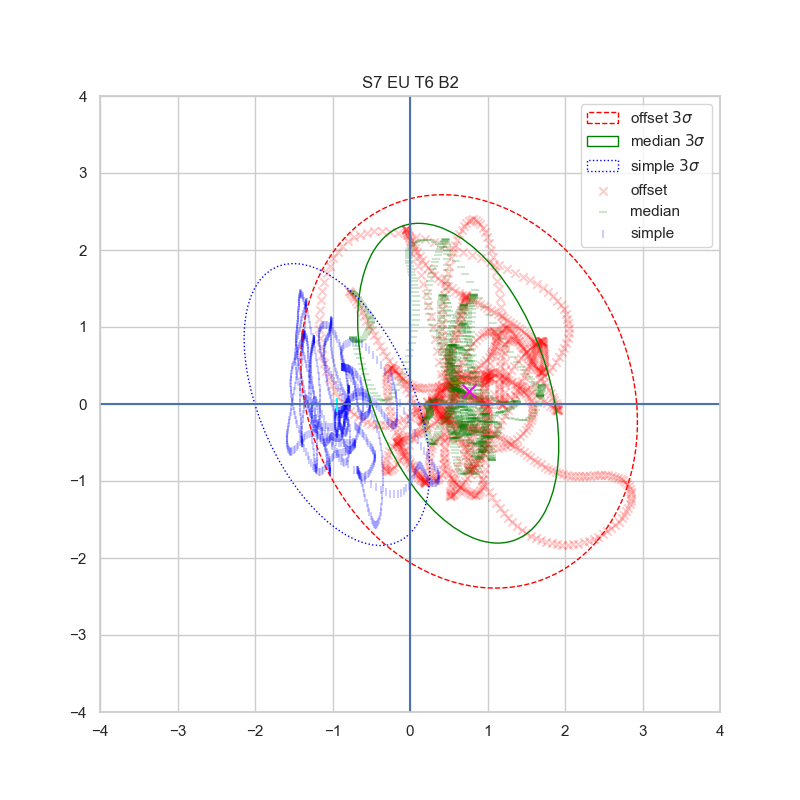 S7 EU T6 B2
offset 3σ
median 3σ
simple 3σ
offset
median
simple
4
3
2
1
0
−1
−2
−3
−4
−4 −3 −2 −1 0 1 2 3 4